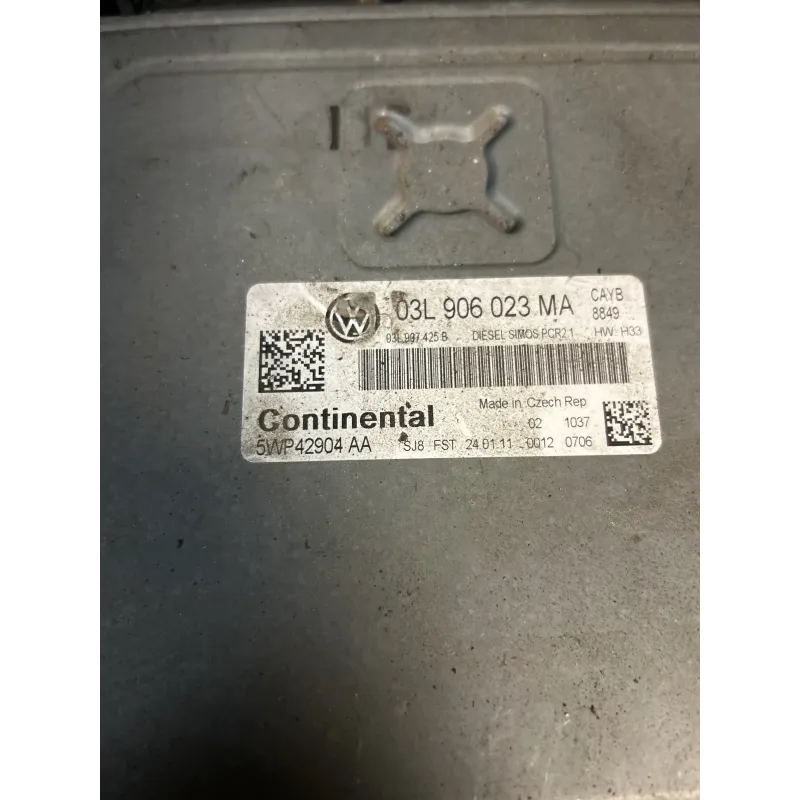 03L 906 023 MA CAYB
8849
03L 997 425 B DIESEL SIMOS PCR2.1 HW: H33
Made in Czech Rep
Continental 02 1037
5WP42904 AA SJ8 FST 24.01.11 0012 0706